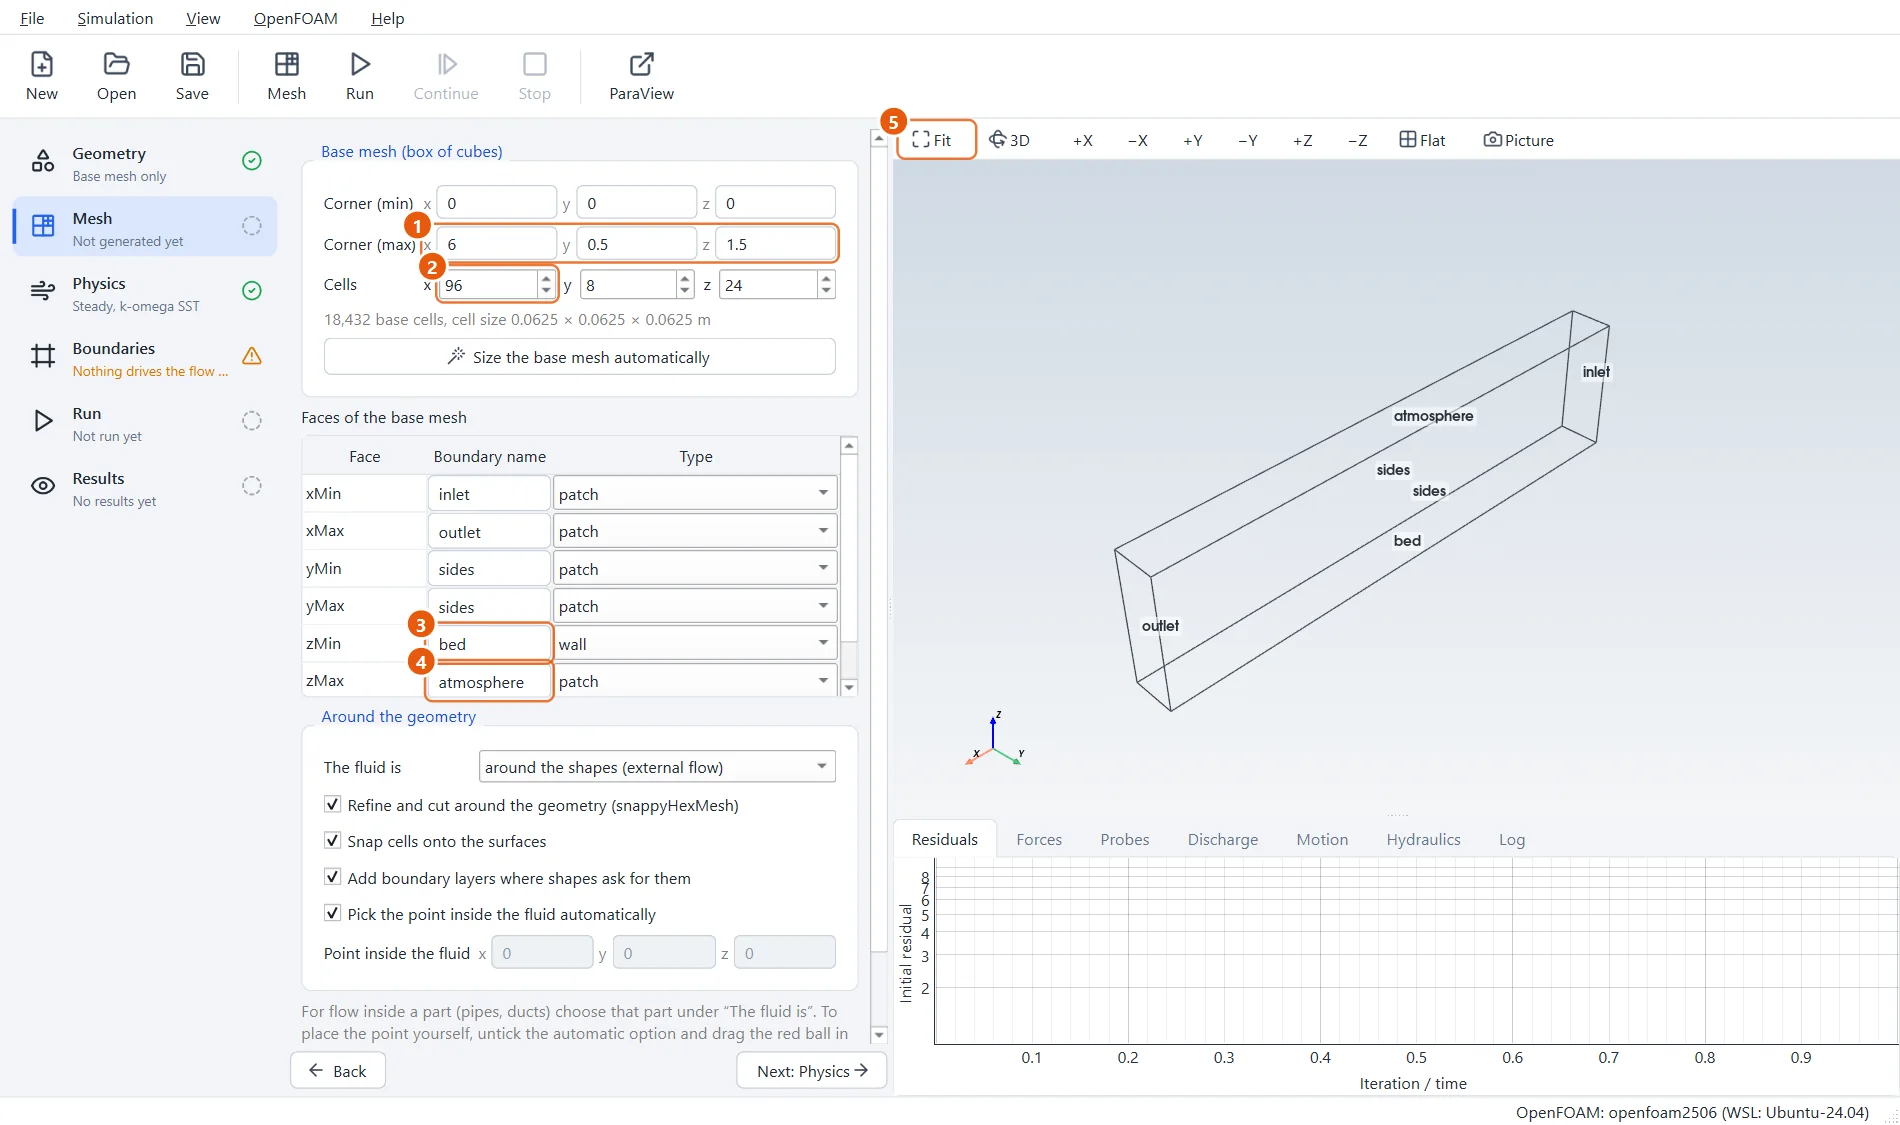 File Simulation View OpenFOAM Help
New Open Save Mesh Run Continue Stop ParaView
Geometry
Base mesh only
Mesh
Not generated yet
Physics
Steady, k-omega SST
Boundaries
Nothing drives the flow ...
Run
Not run yet
Results
No results yet
Base mesh (box of cubes)
Corner (min) x 0 y 0 z 0
1
Corner (max) x 6 y 0.5 z 1.5
2
Cells x 96 y 8 z 24
18,432 base cells, cell size 0.0625 × 0.0625 × 0.0625 m
Size the base mesh automatically
Faces of the base mesh
Face Boundary name Type
xMin inlet patch
xMax outlet patch
yMin sides patch
yMax sides patch
3
zMin bed wall
4
zMax atmosphere patch
Around the geometry
The fluid is around the shapes (external flow)
Refine and cut around the geometry (snappyHexMesh)
Snap cells onto the surfaces
Add boundary layers where shapes ask for them
Pick the point inside the fluid automatically
Point inside the fluid x 0 y 0 z 0
For flow inside a part (pipes, ducts) choose that part under “The fluid is”. To
place the point yourself, untick the automatic option and drag the red ball in
Back Next: Physics
5
Fit 3D +X −X +Y −Y +Z −Z Flat Picture
inlet
atmosphere
sides
sides
bed
outlet
Z
X Y
Residuals Forces Probes Discharge Motion Hydraulics Log
Initial residual
8
7
6
5
4
3
2
0.1 0.2 0.3 0.4 0.5 0.6 0.7 0.8 0.9
Iteration / time
OpenFOAM: openfoam2506 (WSL: Ubuntu-24.04)